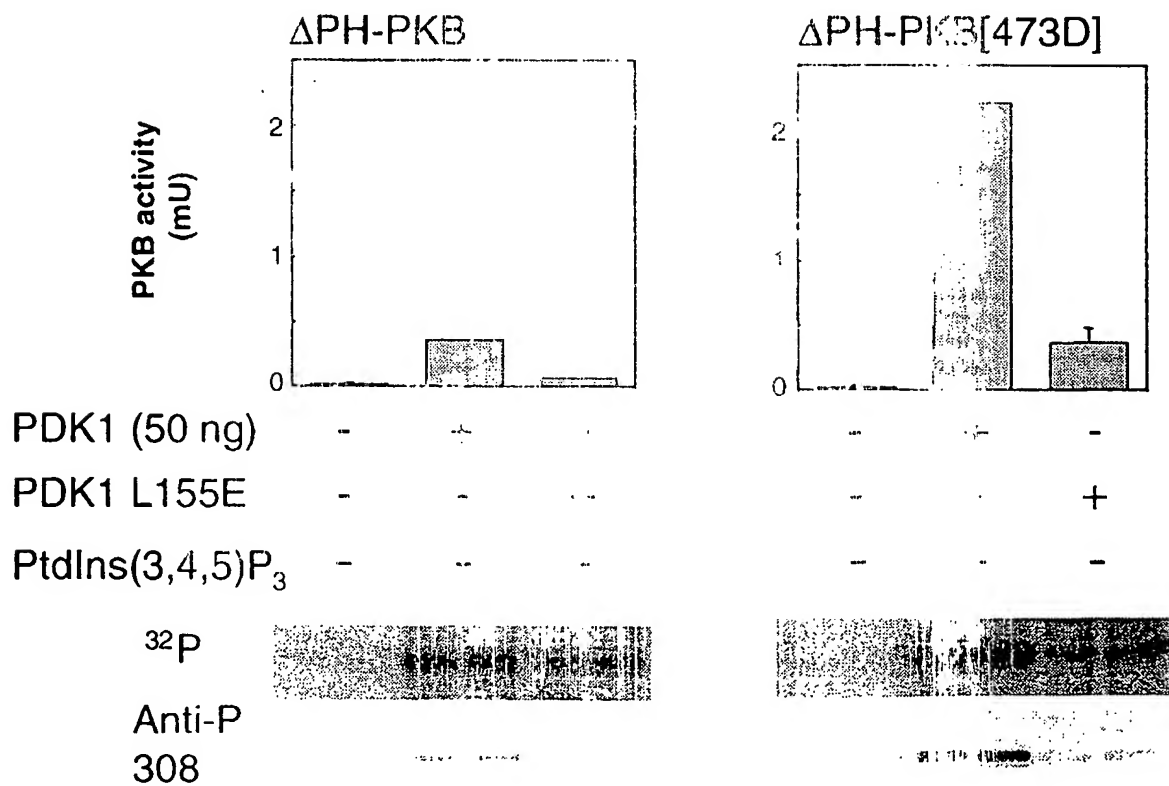 ΔPH-PKB
ΔPH-PKB[473D]
PKB activity
(mU)
2
1
0
2
1
0
PDK1 (50 ng) - + - + -
PDK1 L155E - - - - +
PtdIns(3,4,5)P₃ - - - - - -
³²P
Anti-P
308